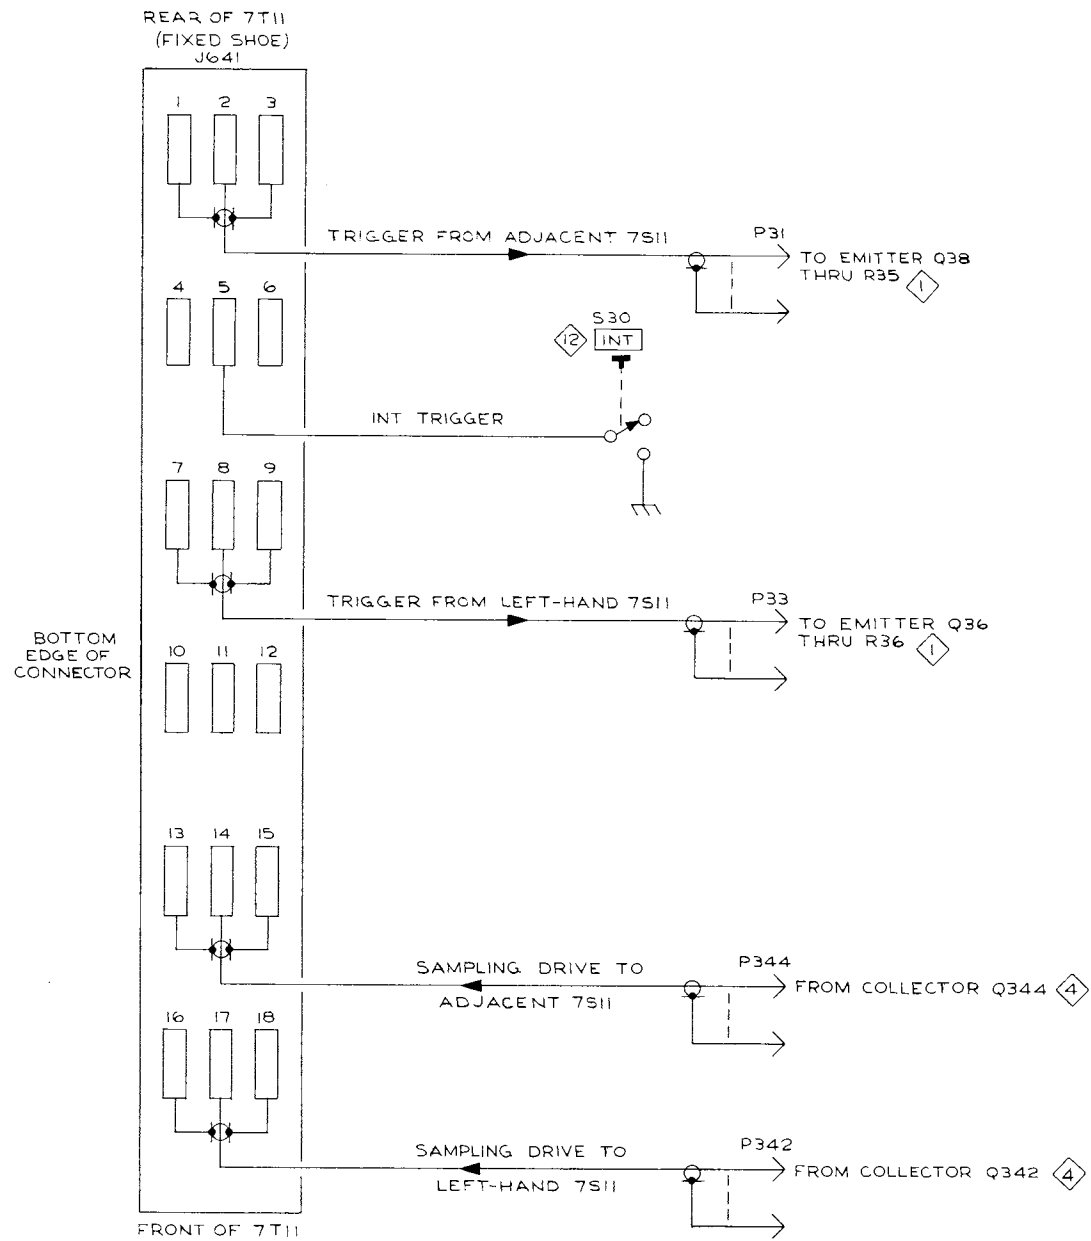 REAR OF 7T11
(FIXED SHOE)
J641
1 2 3
TRIGGER FROM ADJACENT 7S11
P31
TO EMITTER Q38
THRU R35 1
4 5 6
S30
12 INT
INT TRIGGER
7 8 9
TRIGGER FROM LEFT-HAND 7S11
P33
TO EMITTER Q36
THRU R36 1
BOTTOM
EDGE OF
CONNECTOR
10 11 12
13 14 15
SAMPLING DRIVE TO
ADJACENT 7S11
P344
FROM COLLECTOR Q344 4
16 17 18
SAMPLING DRIVE TO
LEFT-HAND 7S11
P342
FROM COLLECTOR Q342 4
FRONT OF 7T11